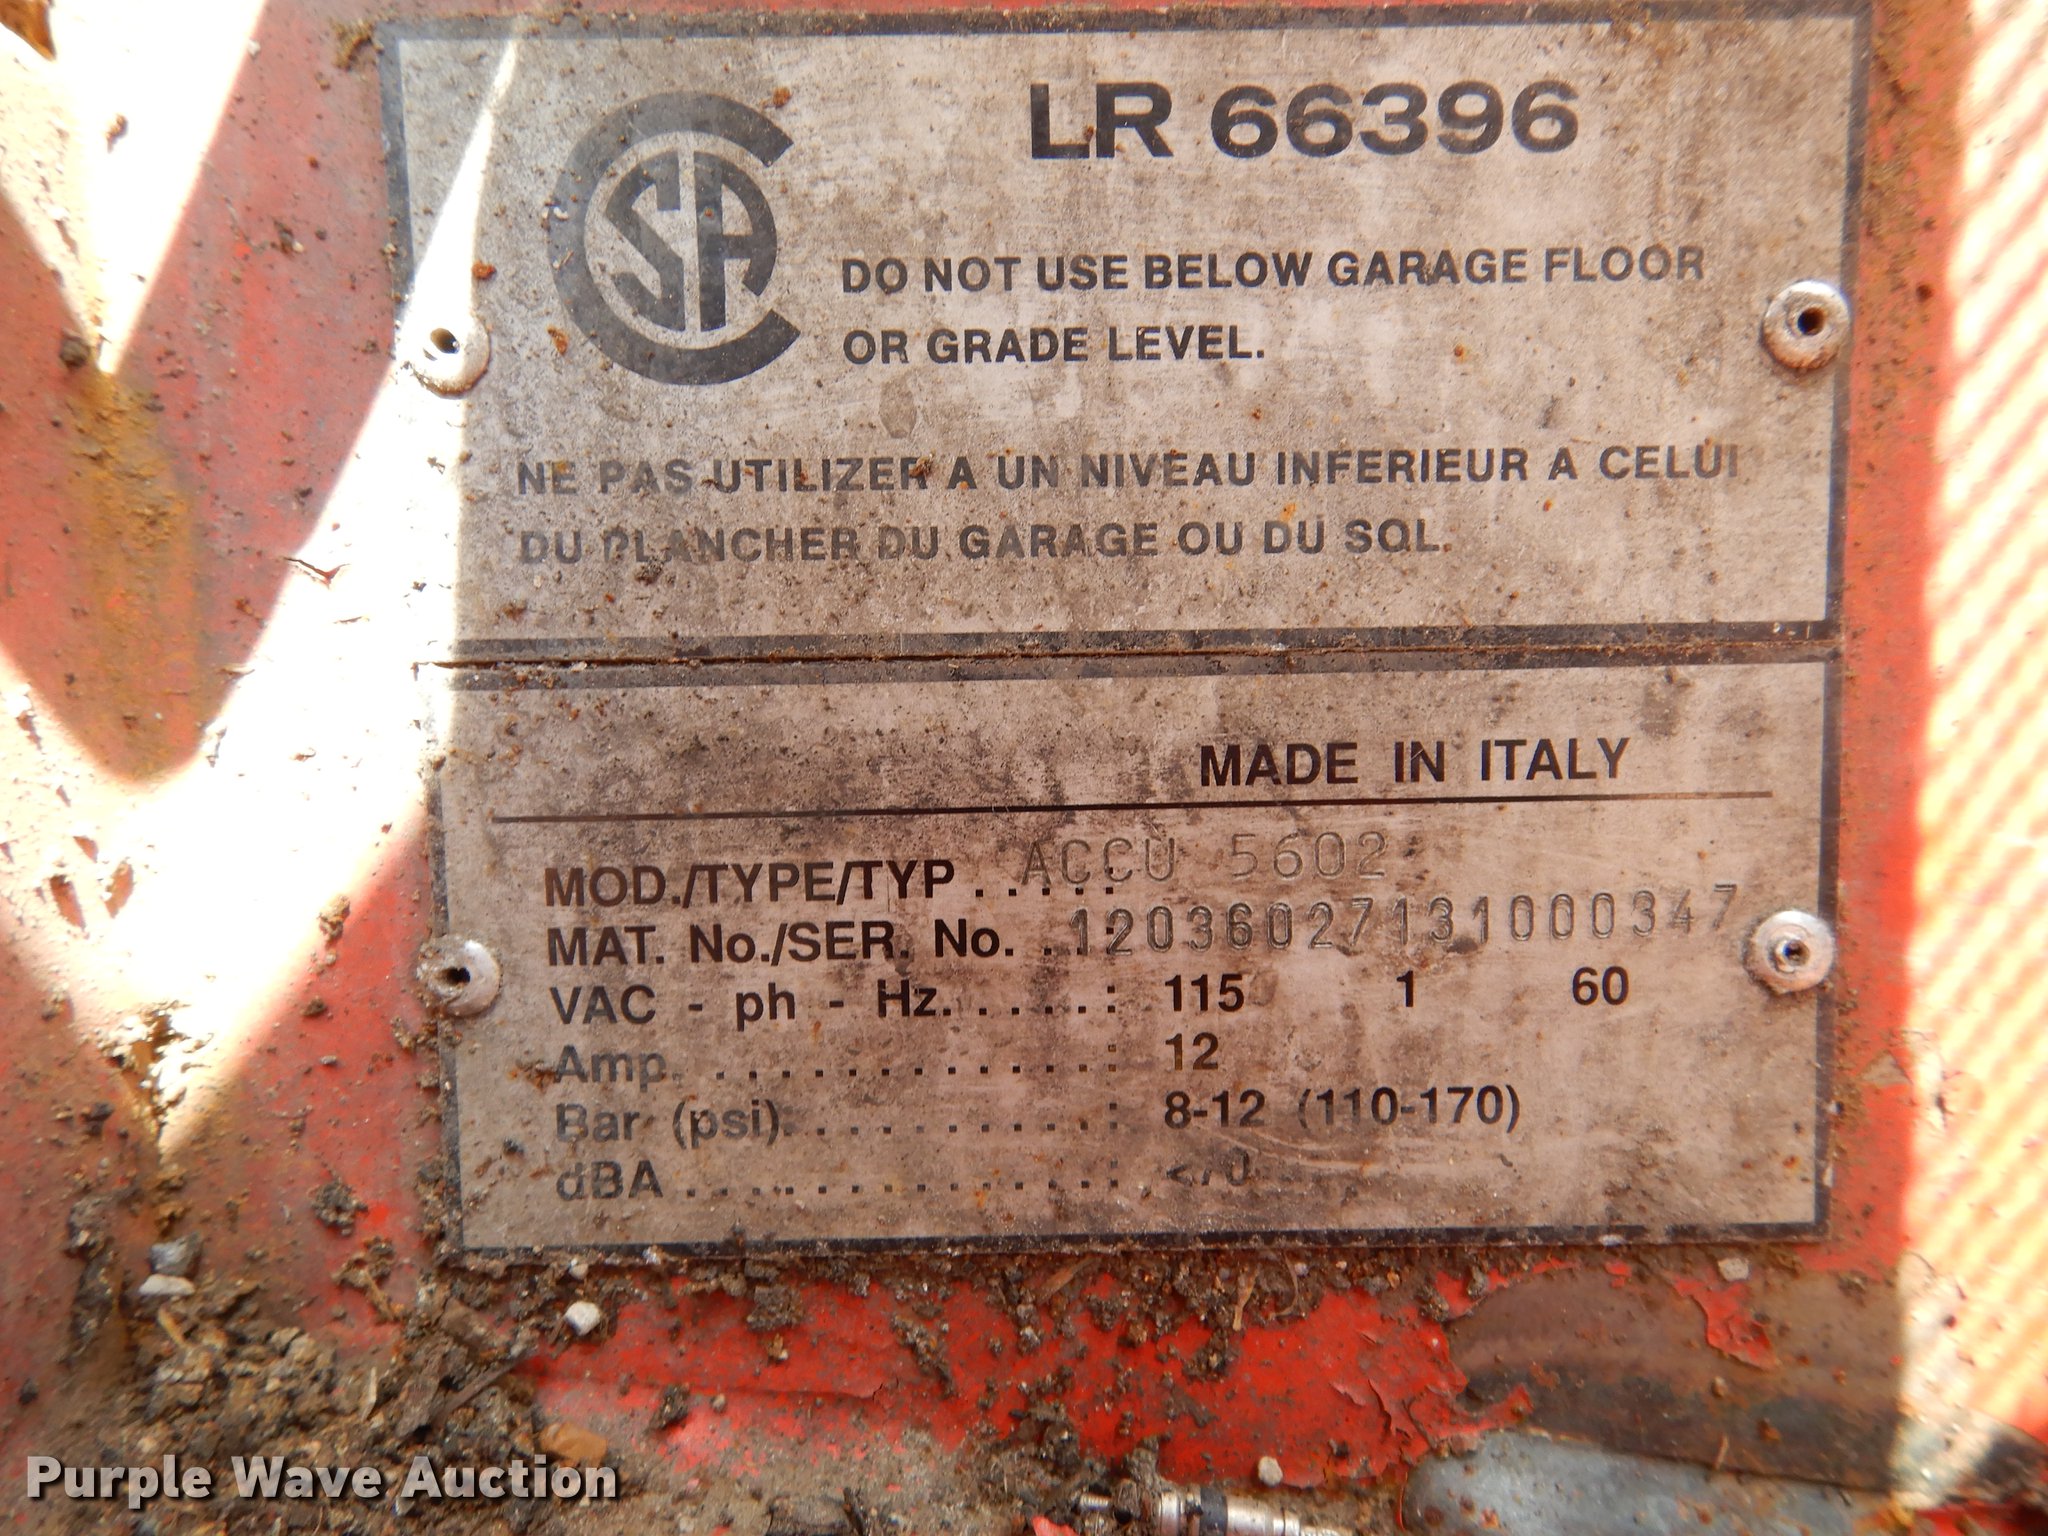 LR 66396
CSA
DO NOT USE BELOW GARAGE FLOOR
OR GRADE LEVEL.
NE PAS UTILIZER A UN NIVEAU INFERIEUR A CELUI
DU PLANCHER DU GARAGE OU DU SOL.
MADE IN ITALY
MOD./TYPE/TYP . . . . . : ACCU 5602
MAT. No./SER. No. . . : 12036027131000347
VAC - ph - Hz. . . . . . : 115 1 60
Amp. . . . . . . . . . . . . . . : 12
Bar (psi). . . . . . . . . . . . : 8-12 (110-170)
dBA . . . . . . . . . . . . . . . : <70
Purple Wave Auction